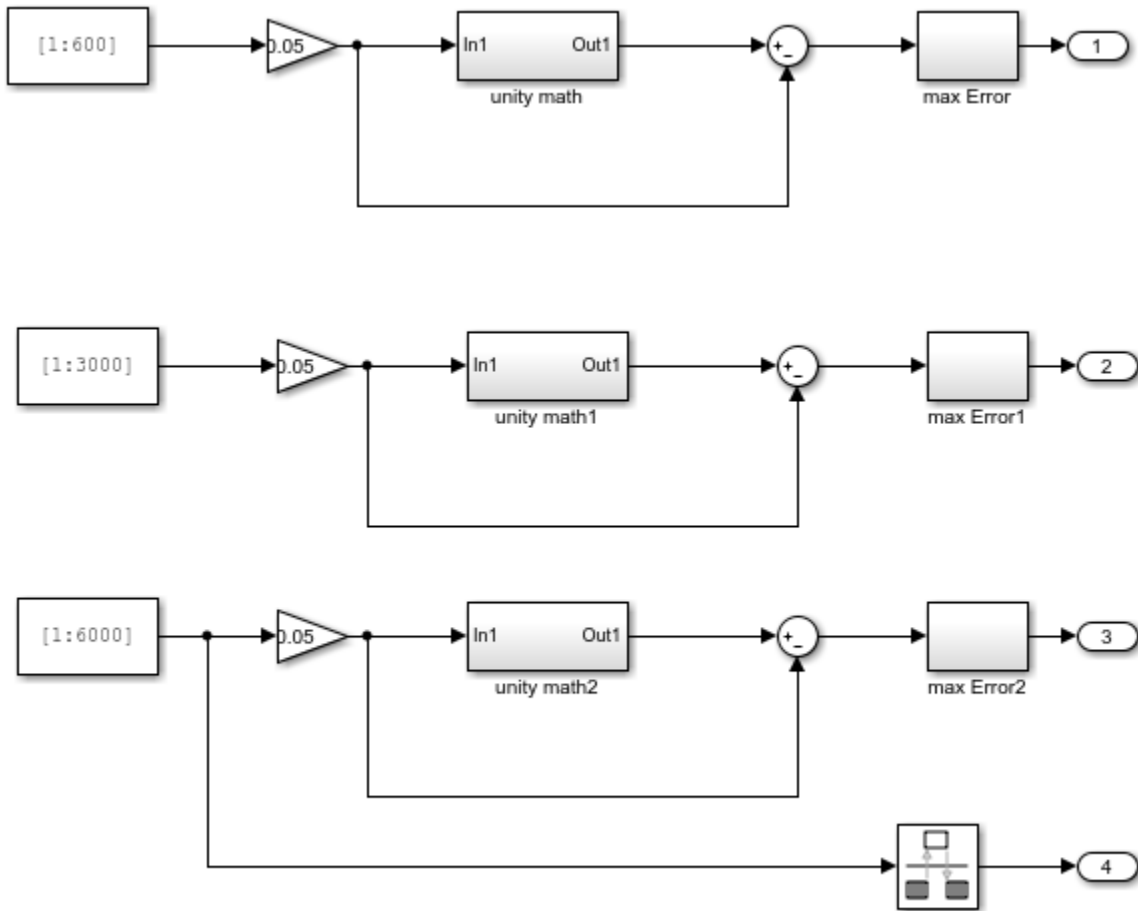 [1:600]
0.05
In1
Out1
+
-
unity math
max Error
1
[1:3000]
0.05
In1
Out1
+
-
unity math1
max Error1
2
[1:6000]
0.05
In1
Out1
+
-
unity math2
max Error2
3
4